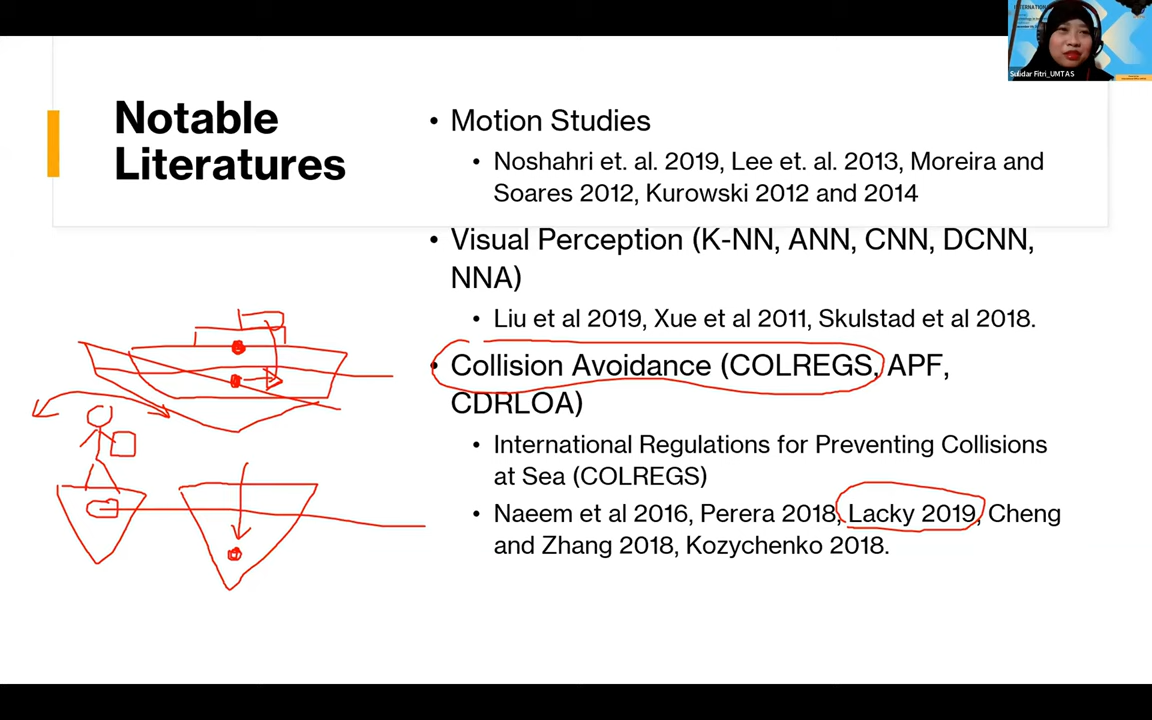 Notable
Literatures
• Motion Studies
• Noshahri et. al. 2019, Lee et. al. 2013, Moreira and
Soares 2012, Kurowski 2012 and 2014
• Visual Perception (K-NN, ANN, CNN, DCNN,
NNA)
• Liu et al 2019, Xue et al 2011, Skulstad et al 2018.
• Collision Avoidance (COLREGS, APF,
CDRLOA)
• International Regulations for Preventing Collisions
at Sea (COLREGS)
• Naeem et al 2016, Perera 2018, Lacky 2019, Cheng
and Zhang 2018, Kozychenko 2018.
Sulidar Fitri_UMTAS